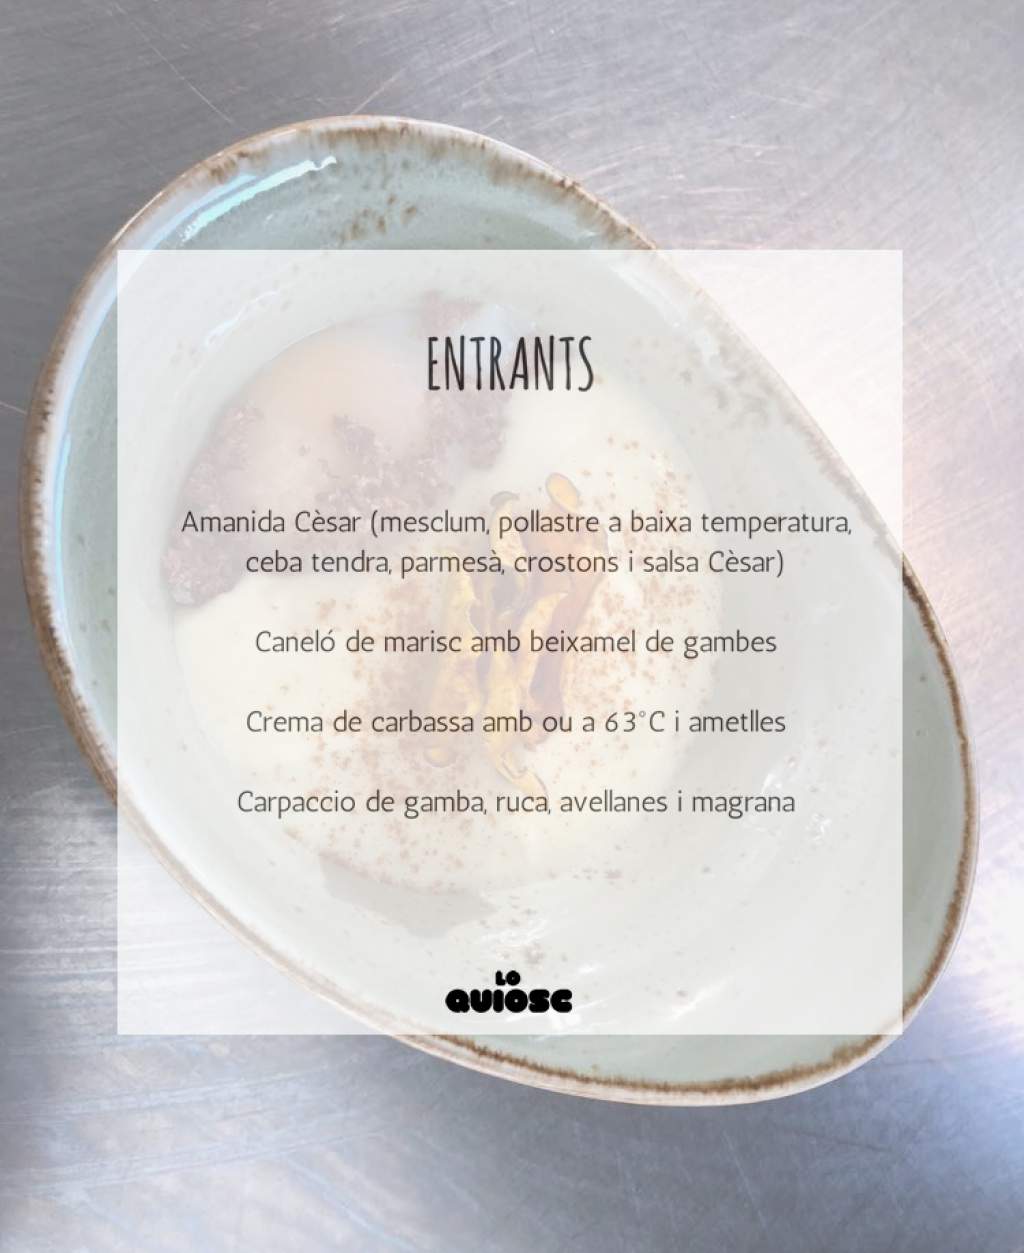 ENTRANTS
Amanida Cèsar (mesclum, pollastre a baixa temperatura,
ceba tendra, parmesà, crostons i salsa Cèsar)
Caneló de marisc amb beixamel de gambes
Crema de carbassa amb ou a 63°C i ametlles
Carpaccio de gamba, ruca, avellanes i magrana
LO
QUIOSC